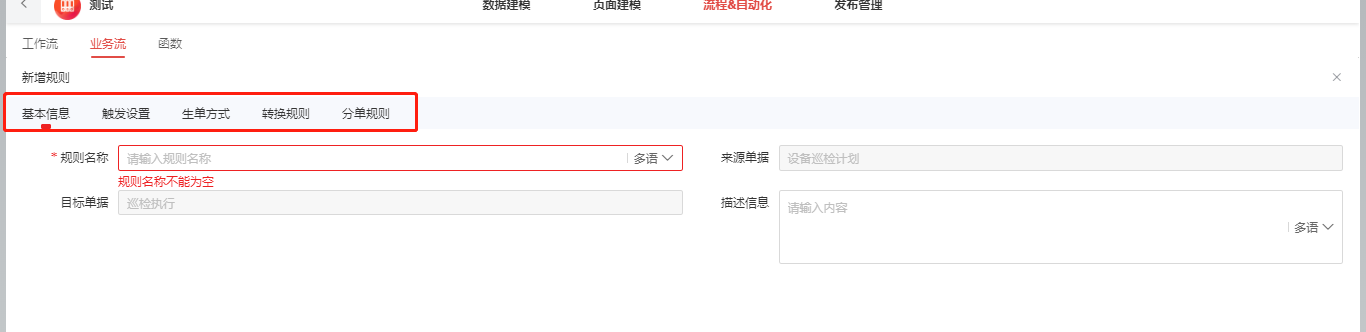 测试 数据建模 页面建模 流程&自动化 发布管理
工作流 业务流 函数
新增规则
基本信息 触发设置 生单方式 转换规则 分单规则
* 规则名称 请输入规则名称 多语 来源单据 设备巡检计划
规则名称不能为空
目标单据 巡检执行 描述信息 请输入内容
多语